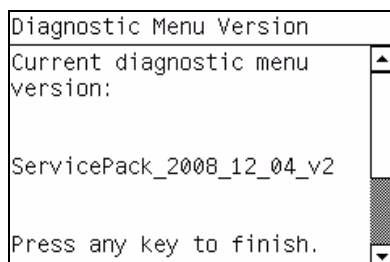 Diagnostic Menu Version
Current diagnostic menu
version:
ServicePack_2008_12_04_v2
Press any key to finish.